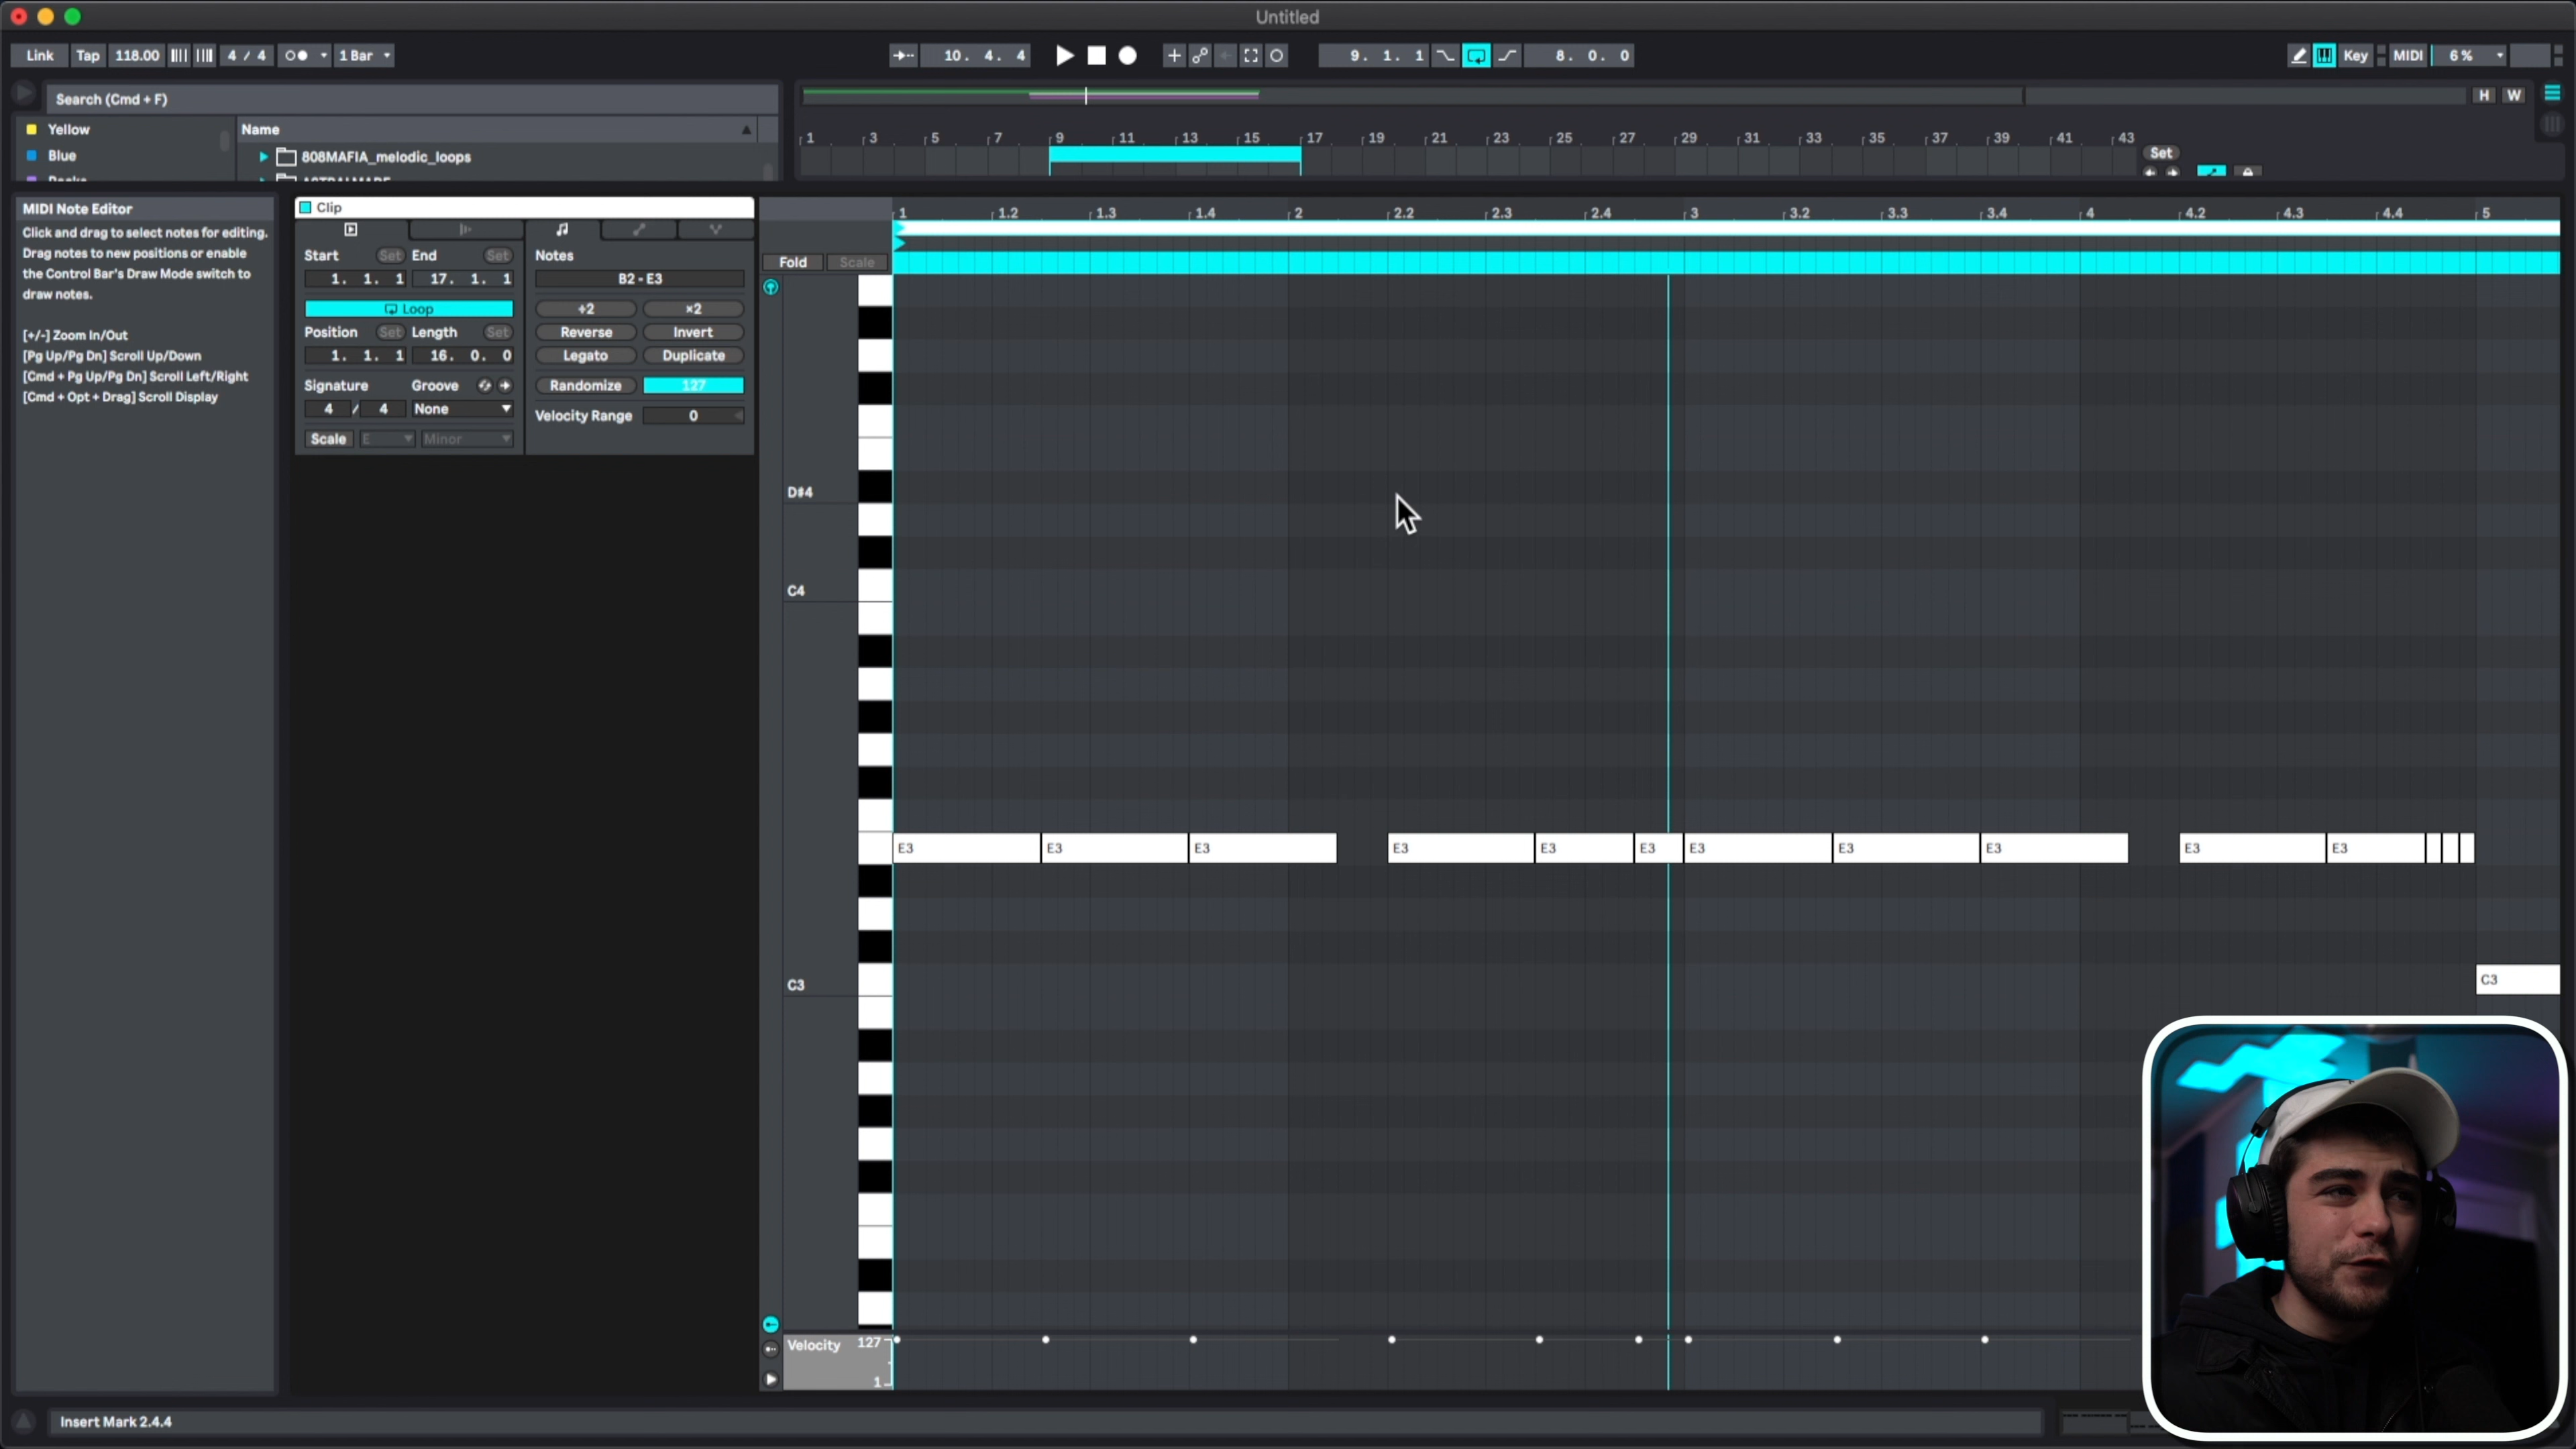 Untitled
Link Tap 118.00 4 / 4 1 Bar 10. 4. 4 9. 1. 1 8. 0. 0 Key MIDI 6 %
Search (Cmd + F) H W
Yellow Name
Blue 808MAFIA_melodic_loops
1 3 5 7 9 11 13 15 17 19 21 23 25 27 29 31 33 35 37 39 41 43
Set
MIDI Note Editor
Click and drag to select notes for editing.
Drag notes to new positions or enable
the Control Bar's Draw Mode switch to
draw notes.
[+/-] Zoom In/Out
[Pg Up/Pg Dn] Scroll Up/Down
[Cmd + Pg Up/Pg Dn] Scroll Left/Right
[Cmd + Opt + Drag] Scroll Display
Clip
Start Set End Set
1. 1. 1 17. 1. 1
Loop
Position Set Length Set
1. 1. 1 16. 0. 0
Signature Groove
4 / 4 None
Scale E Minor
Notes
B2 - E3
÷2 ×2
Reverse Invert
Legato Duplicate
Randomize 127
Velocity Range 0
1 1.2 1.3 1.4 2 2.2 2.3 2.4 3 3.2 3.3 3.4 4 4.2 4.3 4.4 5
Fold Scale
D#4
C4
E3 E3 E3 E3 E3 E3 E3 E3 E3 E3 E3
C3 C3
Velocity 127
1
Insert Mark 2.4.4